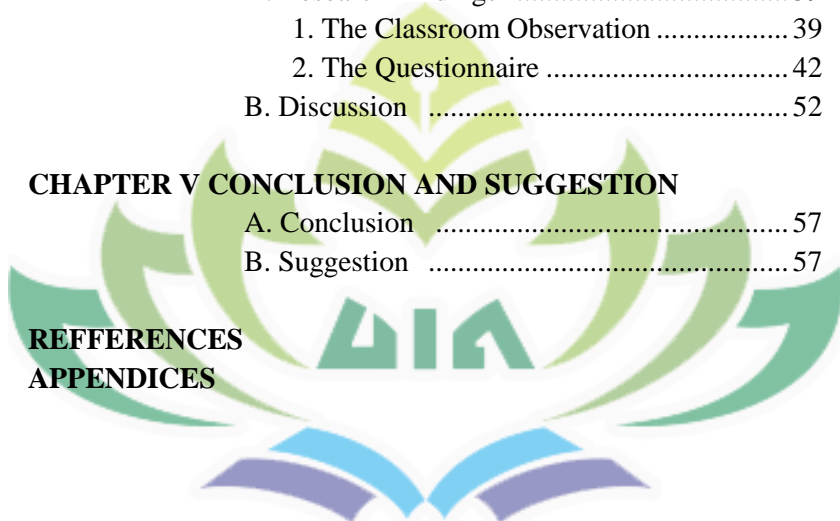 1. The Classroom Observation ................. 39
2. The Questionnaire ............................... 42
B. Discussion ............................................. 52
CHAPTER V CONCLUSION AND SUGGESTION
A. Conclusion ............................................ 57
B. Suggestion ............................................ 57
REFFERENCES
APPENDICES